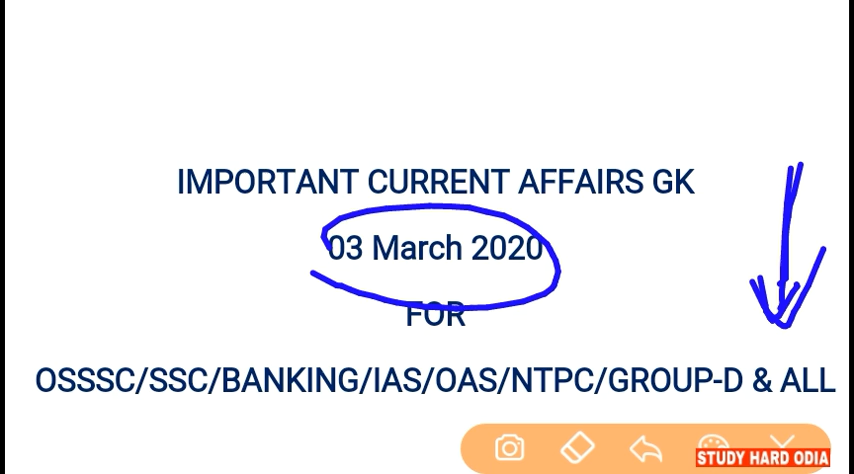 IMPORTANT CURRENT AFFAIRS GK
03 March 2020
FOR
OSSSC/SSC/BANKING/IAS/OAS/NTPC/GROUP-D & ALL
STUDY HARD ODIA